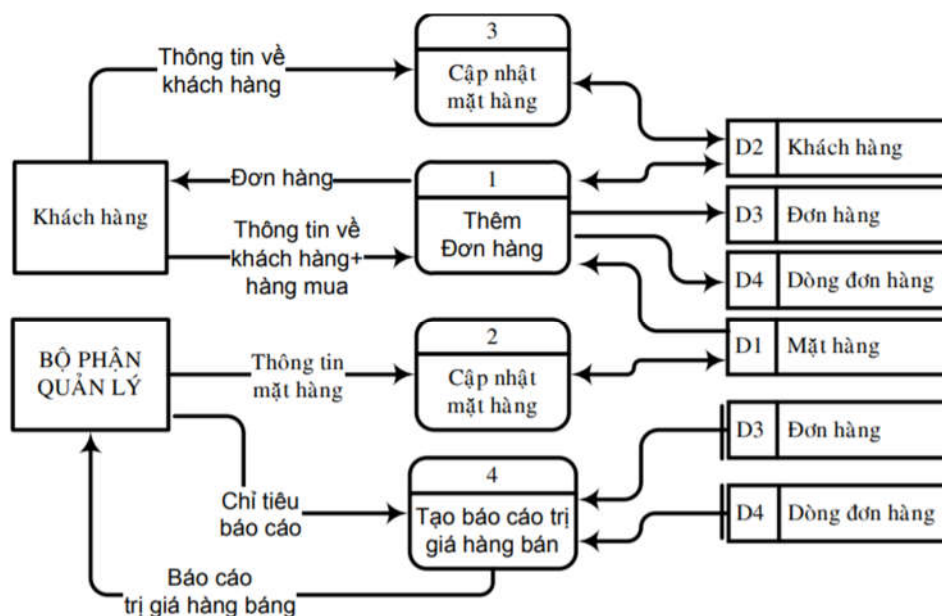 3
Thông tin về
khách hàng
Cập nhật
mặt hàng
D2 Khách hàng
Đơn hàng
1
Khách hàng
Thêm
Đơn hàng
D3 Đơn hàng
Thông tin về
khách hàng+
hàng mua
D4 Dòng đơn hàng
D1 Mặt hàng
2
BỘ PHẬN
QUẢN LÝ
Thông tin
mặt hàng
Cập nhật
mặt hàng
D3 Đơn hàng
4
Chỉ tiêu
báo cáo
Tạo báo cáo trị
giá hàng bán
D4 Dòng đơn hàng
Báo cáo
trị giá hàng báng